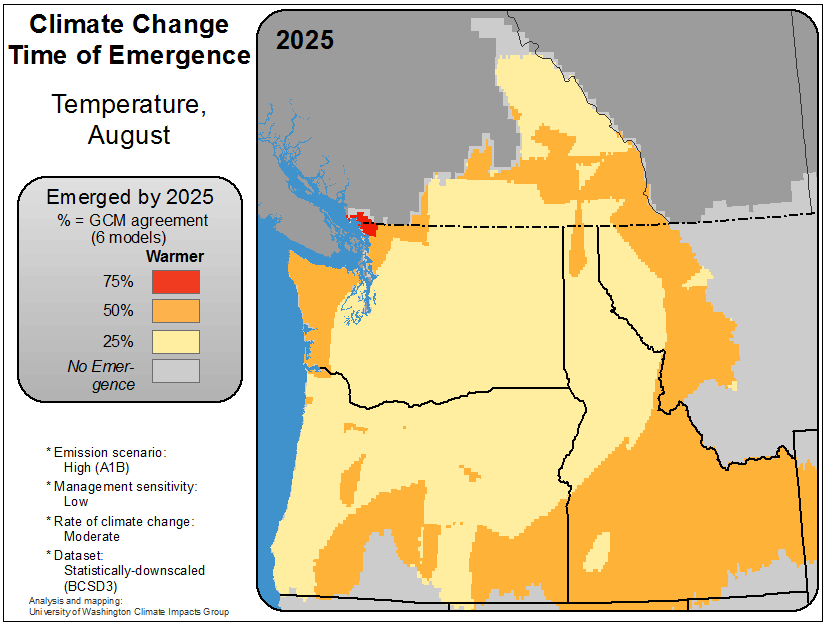 Climate Change
Time of Emergence
Temperature,
August
Emerged by 2025
% = GCM agreement
(6 models)
Warmer
75%
50%
25%
No Emer-
gence
* Emission scenario:
High (A1B)
* Management sensitivity:
Low
* Rate of climate change:
Moderate
* Dataset:
Statistically-downscaled
(BCSD3)
Analysis and mapping:
University of Washington Climate Impacts Group
2025